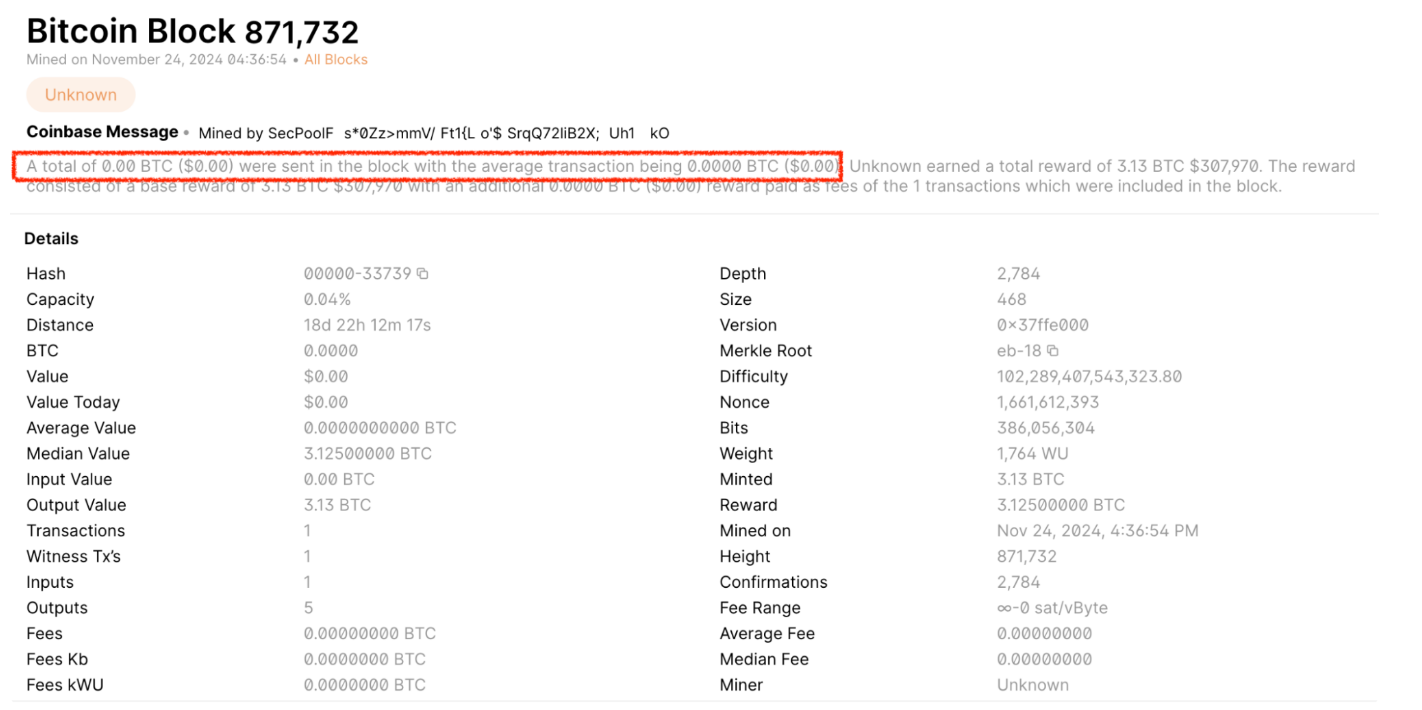 Bitcoin Block 871,732
Mined on November 24, 2024 04:36:54 • All Blocks
Unknown
Coinbase Message • Mined by SecPoolF s*0Zz>mmV/ Ft1{L o'$ SrqQ72IiB2X; Uh1 kO
A total of 0.00 BTC ($0.00) were sent in the block with the average transaction being 0.0000 BTC ($0.00). Unknown earned a total reward of 3.13 BTC $307,970. The reward
consisted of a base reward of 3.13 BTC $307,970 with an additional 0.0000 BTC ($0.00) reward paid as fees of the 1 transactions which were included in the block.
Details
Hash 00000-33739
Depth 2,784
Capacity 0.04%
Size 468
Distance 18d 22h 12m 17s
Version 0×37ffe000
BTC 0.0000
Merkle Root eb-18
Value $0.00
Difficulty 102,289,407,543,323.80
Value Today $0.00
Nonce 1,661,612,393
Average Value 0.0000000000 BTC
Bits 386,056,304
Median Value 3.12500000 BTC
Weight 1,764 WU
Input Value 0.00 BTC
Minted 3.13 BTC
Output Value 3.13 BTC
Reward 3.12500000 BTC
Transactions 1
Mined on Nov 24, 2024, 4:36:54 PM
Witness Tx's 1
Height 871,732
Inputs 1
Confirmations 2,784
Outputs 5
Fee Range ∞-0 sat/vByte
Fees 0.00000000 BTC
Average Fee 0.00000000
Fees Kb 0.0000000 BTC
Median Fee 0.00000000
Fees kWU 0.0000000 BTC
Miner Unknown